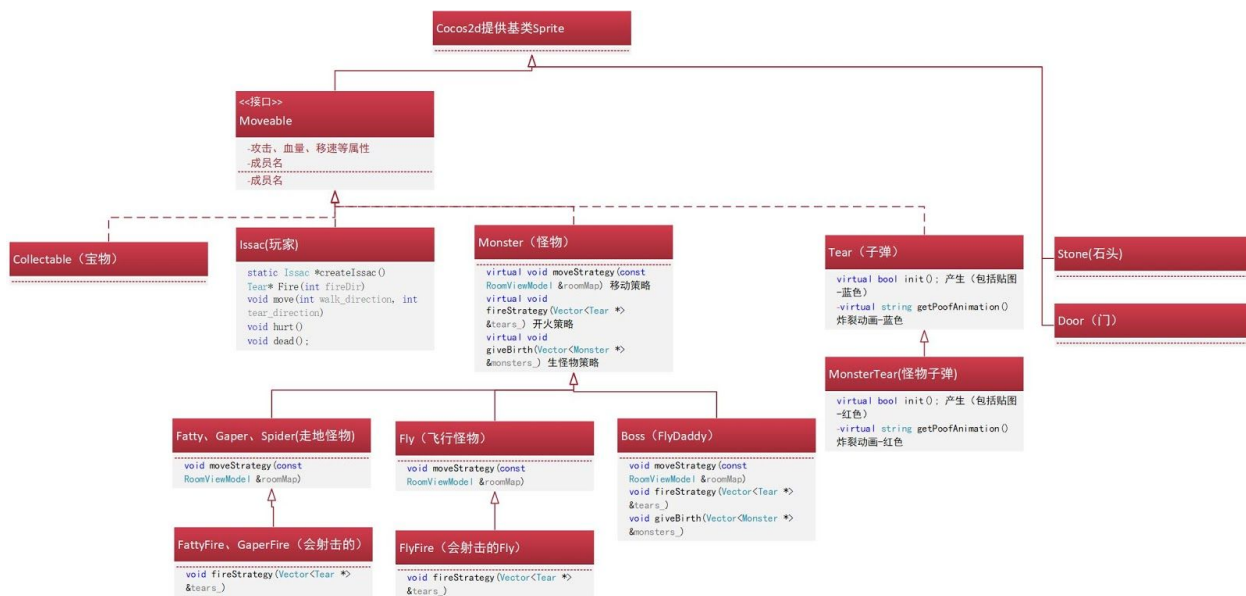 Cocos2d提供基类Sprite
<<接口>>
Moveable
-攻击、血量、移速等属性
-成员名
-成员名
Collectable（宝物）
Issac(玩家)
static Issac *createIssac()
Tear* Fire(int fireDir)
void move(int walk_direction, int
tear_direction)
void hurt()
void dead();
Monster（怪物）
virtual void moveStrategy(const
RoomViewModel &roomMap) 移动策略
virtual void
fireStrategy(Vector<Tear *>
&tears_) 开火策略
virtual void
giveBirth(Vector<Monster *>
&monsters_) 生怪物策略
Tear（子弹）
virtual bool init(); 产生（包括贴图
-蓝色）
-virtual string getPoofAnimation()
炸裂动画-蓝色
Stone(石头)
Door（门）
MonsterTear(怪物子弹)
virtual bool init(); 产生（包括贴图
-红色）
-virtual string getPoofAnimation()
炸裂动画-红色
Fatty、Gaper、Spider(走地怪物)
void moveStrategy(const
RoomViewModel &roomMap)
Fly（飞行怪物）
void moveStrategy(const
RoomViewModel &roomMap)
Boss（FlyDaddy）
void moveStrategy(const
RoomViewModel &roomMap)
void fireStrategy(Vector<Tear *>
&tears_)
void giveBirth(Vector<Monster *>
&monsters_)
FattyFire、GaperFire（会射击的）
void fireStrategy(Vector<Tear *>
&tears_)
FlyFire（会射击的Fly）
void fireStrategy(Vector<Tear *>
&tears_)